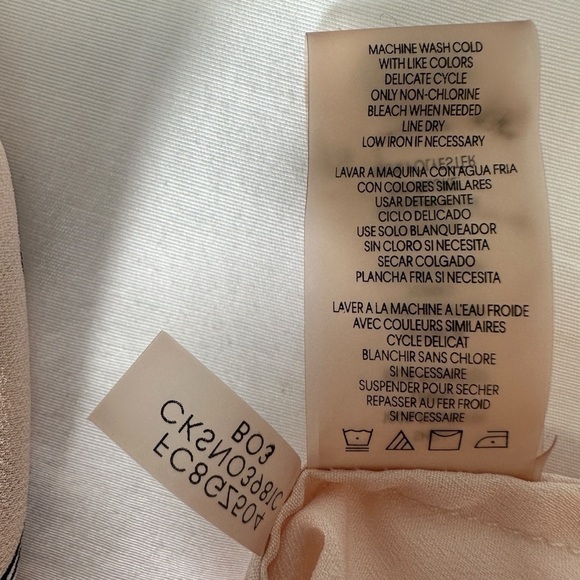 MACHINE WASH COLD
WITH LIKE COLORS
DELICATE CYCLE
ONLY NON-CHLORINE
BLEACH WHEN NEEDED
LINE DRY
LOW IRON IF NECESSARY
LAVAR A MAQUINA CON AGUA FRIA
CON COLORES SIMILARES
USAR DETERGENTE
CICLO DELICADO
USE SOLO BLANQUEADOR
SIN CLORO SI NECESITA
SECAR COLGADO
PLANCHA FRIA SI NECESITA
LAVER A LA MACHINE A L'EAU FROIDE
AVEC COULEURS SIMILAIRES
CYCLE DELICAT
BLANCHIR SANS CHLORE
SI NECESSAIRE
SUSPENDER POUR SECHER
REPASSER AU FER FROID
SI NECESSAIRE